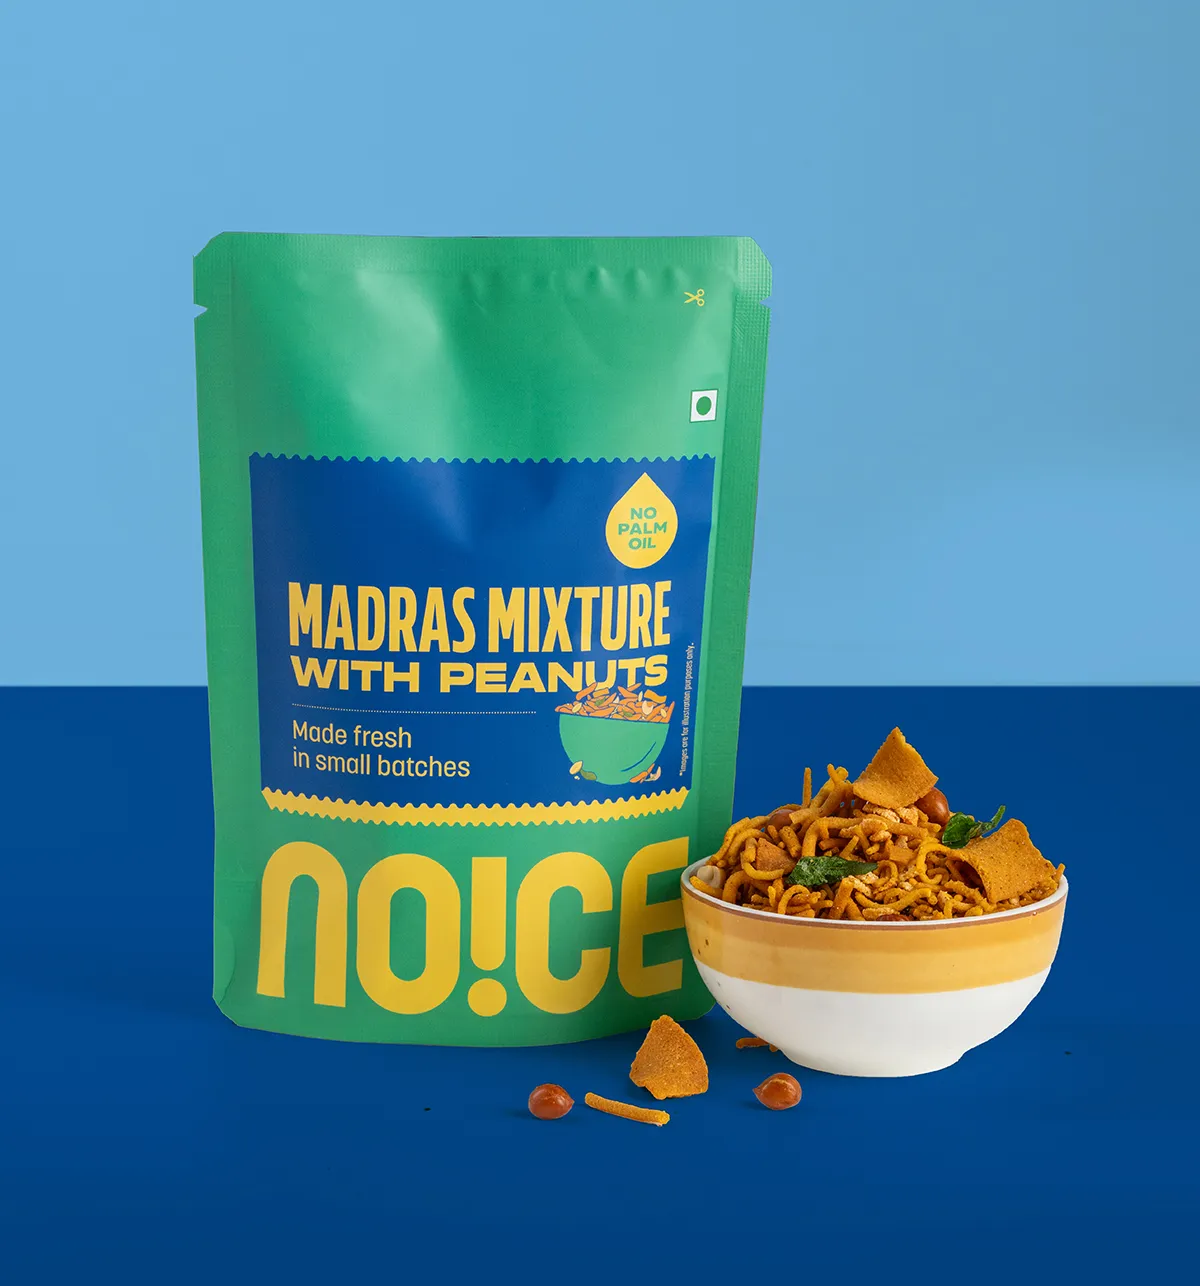 NO
PALM
OIL
MADRAS MIXTURE
WITH PEANUTS
Made fresh
in small batches
*Images are for illustration purposes only.
NO!CE